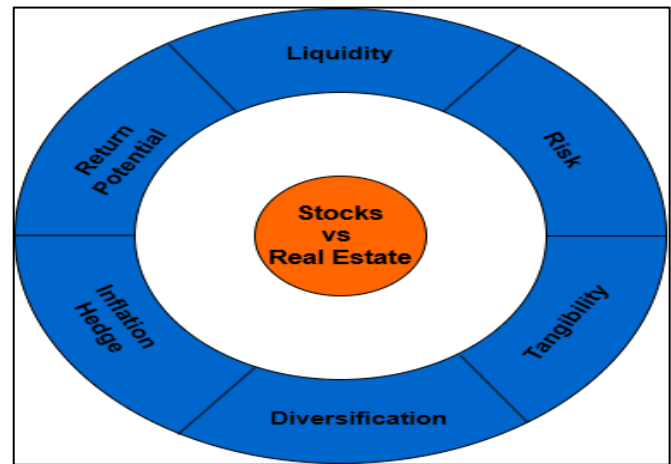 Liquidity
Risk
Tangibility
Diversification
Inflation
Hedge
Return
Potential
Stocks
vs
Real Estate